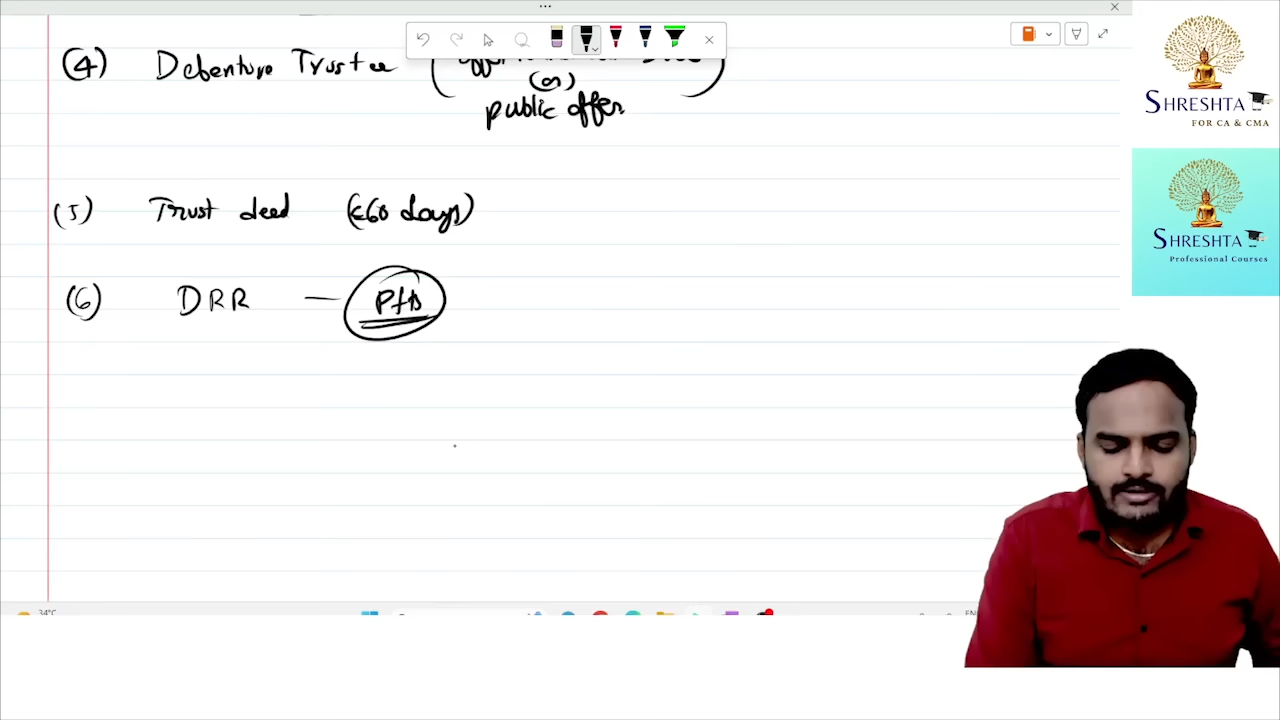 (4) Debenture Trustee
(or)
public offer
SHRESHTA
FOR CA & CMA
(5) Trust deed (≤60 days)
SHRESHTA
Professional Courses
(6) DRR —
34°C